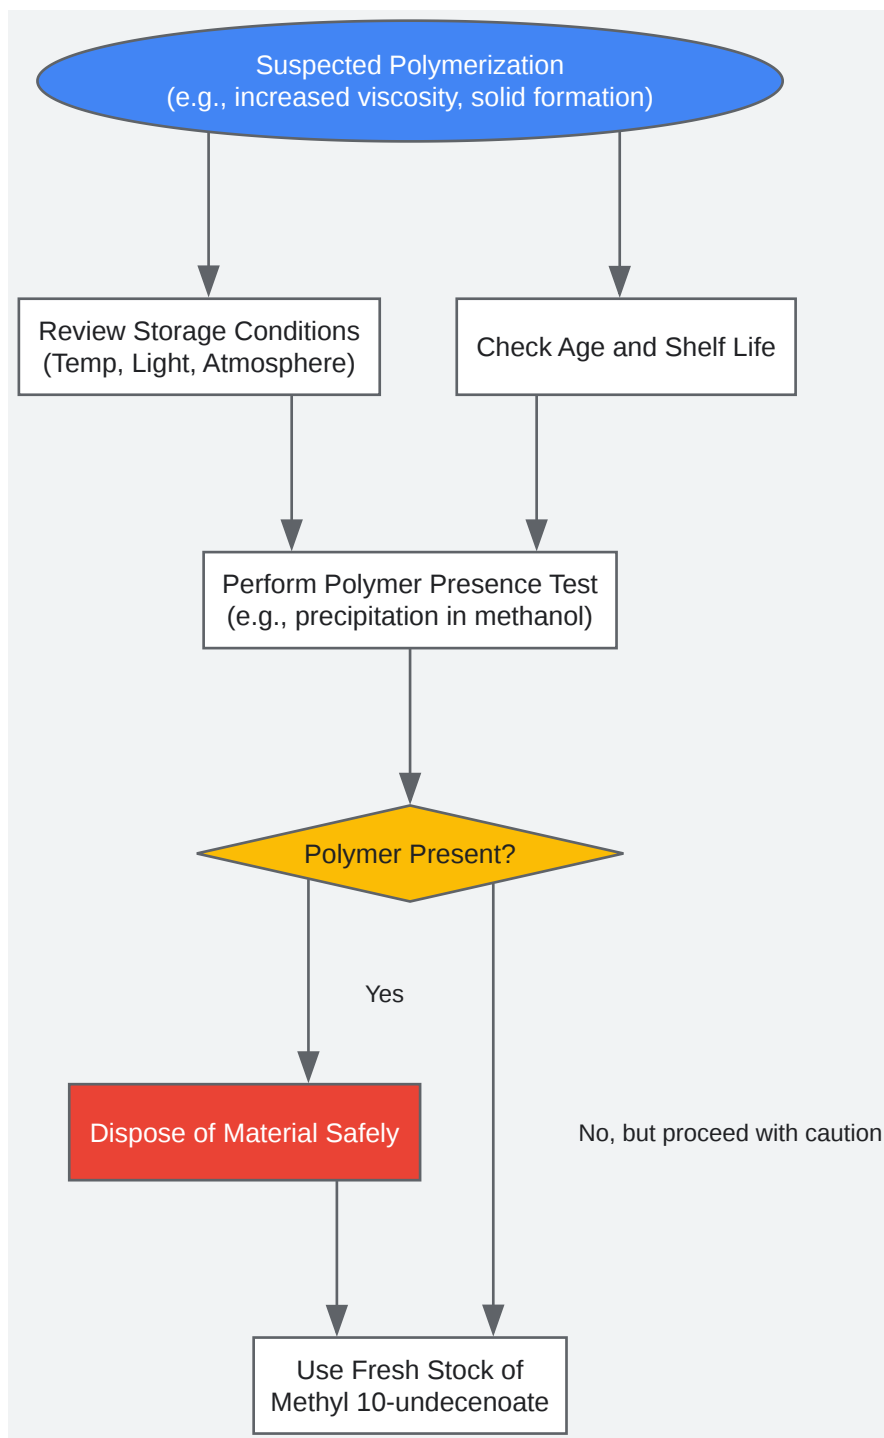 Suspected Polymerization
(e.g., increased viscosity, solid formation)
Review Storage Conditions
(Temp, Light, Atmosphere)
Check Age and Shelf Life
Perform Polymer Presence Test
(e.g., precipitation in methanol)
Polymer Present?
Yes
Dispose of Material Safely
No, but proceed with caution
Use Fresh Stock of
Methyl 10-undecenoate